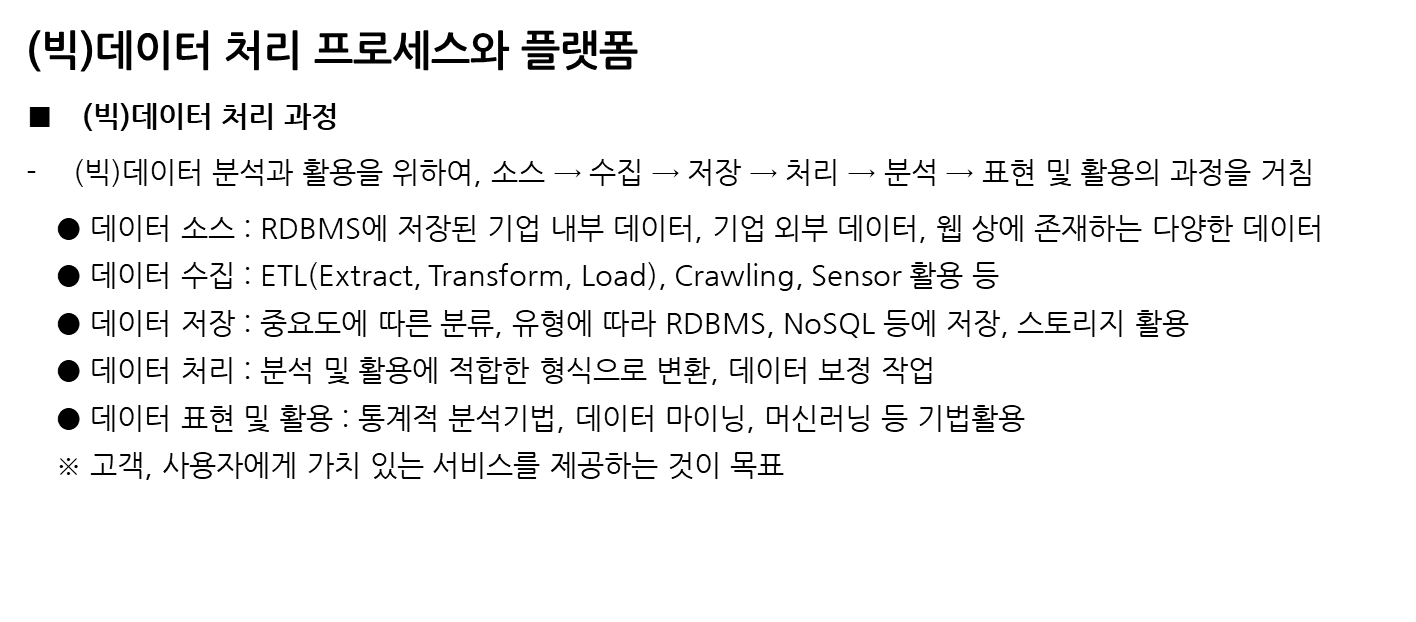 (빅)데이터 처리 프로세스와 플랫폼
■ (빅)데이터 처리 과정
- (빅)데이터 분석과 활용을 위하여, 소스 → 수집 → 저장 → 처리 → 분석 → 표현 및 활용의 과정을 거침
● 데이터 소스 : RDBMS에 저장된 기업 내부 데이터, 기업 외부 데이터, 웹 상에 존재하는 다양한 데이터
● 데이터 수집 : ETL(Extract, Transform, Load), Crawling, Sensor 활용 등
● 데이터 저장 : 중요도에 따른 분류, 유형에 따라 RDBMS, NoSQL 등에 저장, 스토리지 활용
● 데이터 처리 : 분석 및 활용에 적합한 형식으로 변환, 데이터 보정 작업
● 데이터 표현 및 활용 : 통계적 분석기법, 데이터 마이닝, 머신러닝 등 기법활용
※ 고객, 사용자에게 가치 있는 서비스를 제공하는 것이 목표